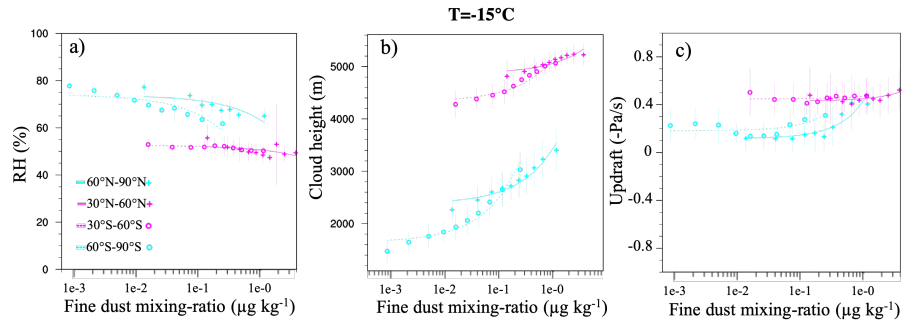 T=-15°C
a)
RH (%)
100
80
60
40
20
0
60°N-90°N
30°N-60°N
30°S-60°S
60°S-90°S
1e-3 1e-2 1e-1 1e+0
Fine dust mixing-ratio (µg kg-1)
b)
Cloud height (m)
5000
4000
3000
2000
1e-3 1e-2 1e-1 1e+0
Fine dust mixing-ratio (µg kg-1)
c)
Updraft (-Pa/s)
0.8
0.4
0
-0.4
-0.8
1e-3 1e-2 1e-1 1e+0
Fine dust mixing-ratio (µg kg-1)